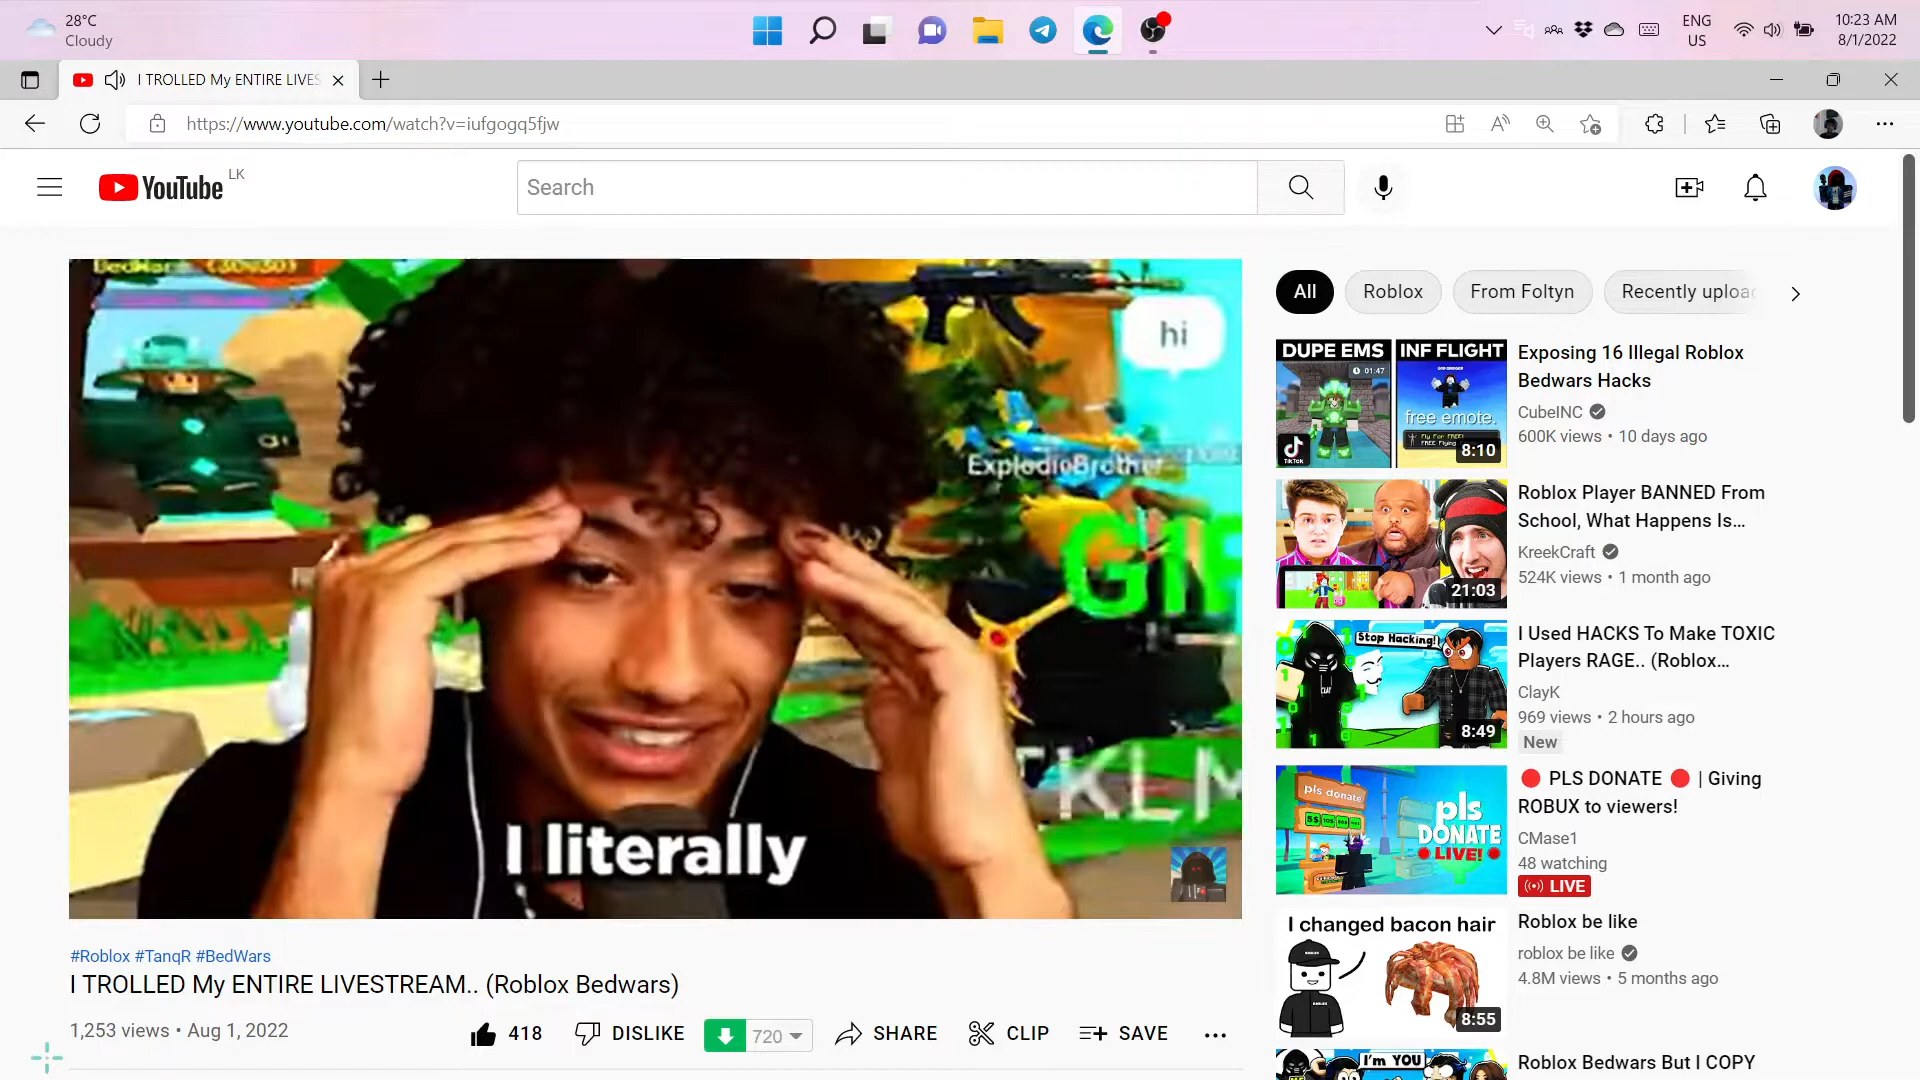 28°C
Cloudy
ENG
US
10:23 AM
8/1/2022
I TROLLED My ENTIRE LIVES
https://www.youtube.com/watch?v=iufgogq5fjw
YouTube LK
Search
hi
ExplodieBrother
GIF
KLM
I literally
#Roblox #TanqR #BedWars
I TROLLED My ENTIRE LIVESTREAM.. (Roblox Bedwars)
1,253 views • Aug 1, 2022
418 DISLIKE 720 SHARE CLIP SAVE
All Roblox From Foltyn Recently uploa
DUPE EMS INF FLIGHT
01:47
free emote.
TikTok
8:10
Exposing 16 Illegal Roblox
Bedwars Hacks
CubeINC
600K views • 10 days ago
21:03
Roblox Player BANNED From
School, What Happens Is...
KreekCraft
524K views • 1 month ago
Stop Hacking!
CLAY
8:49
I Used HACKS To Make TOXIC
Players RAGE.. (Roblox...
ClayK
969 views • 2 hours ago
New
pls donate
pls
DONATE
LIVE!
🔴 PLS DONATE 🔴 | Giving
ROBUX to viewers!
CMase1
48 watching
LIVE
I changed bacon hair
8:55
Roblox be like
roblox be like
4.8M views • 5 months ago
I'm YOU
Roblox Bedwars But I COPY